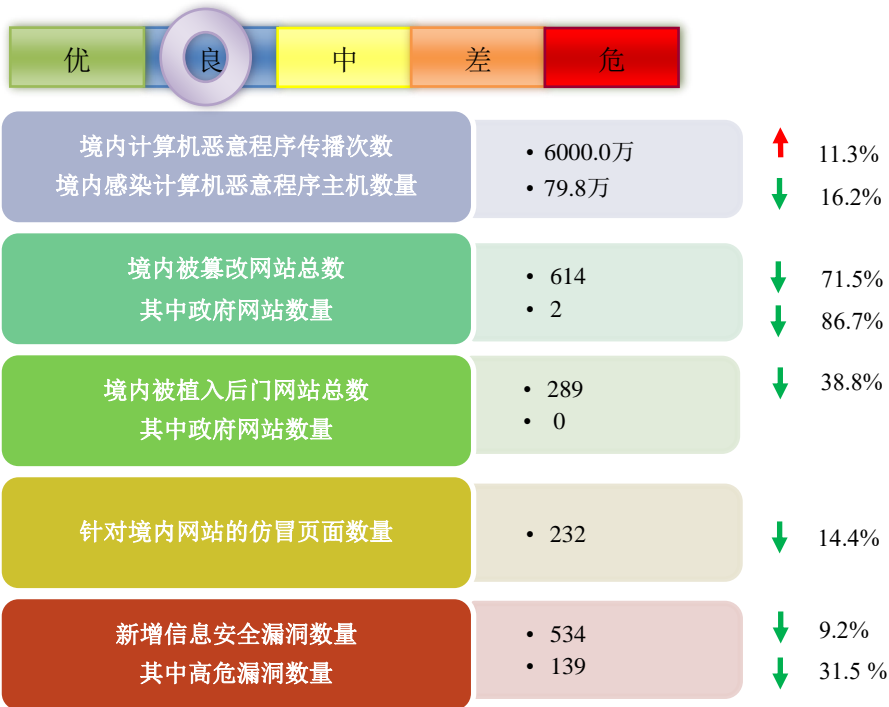 优 良 中 差 危
境内计算机恶意程序传播次数 • 6000.0万 11.3%
境内感染计算机恶意程序主机数量 • 79.8万 16.2%
境内被篡改网站总数 • 614 71.5%
其中政府网站数量 • 2 86.7%
境内被植入后门网站总数 • 289 38.8%
其中政府网站数量 • 0
针对境内网站的仿冒页面数量 • 232 14.4%
新增信息安全漏洞数量 • 534 9.2%
其中高危漏洞数量 • 139 31.5 %